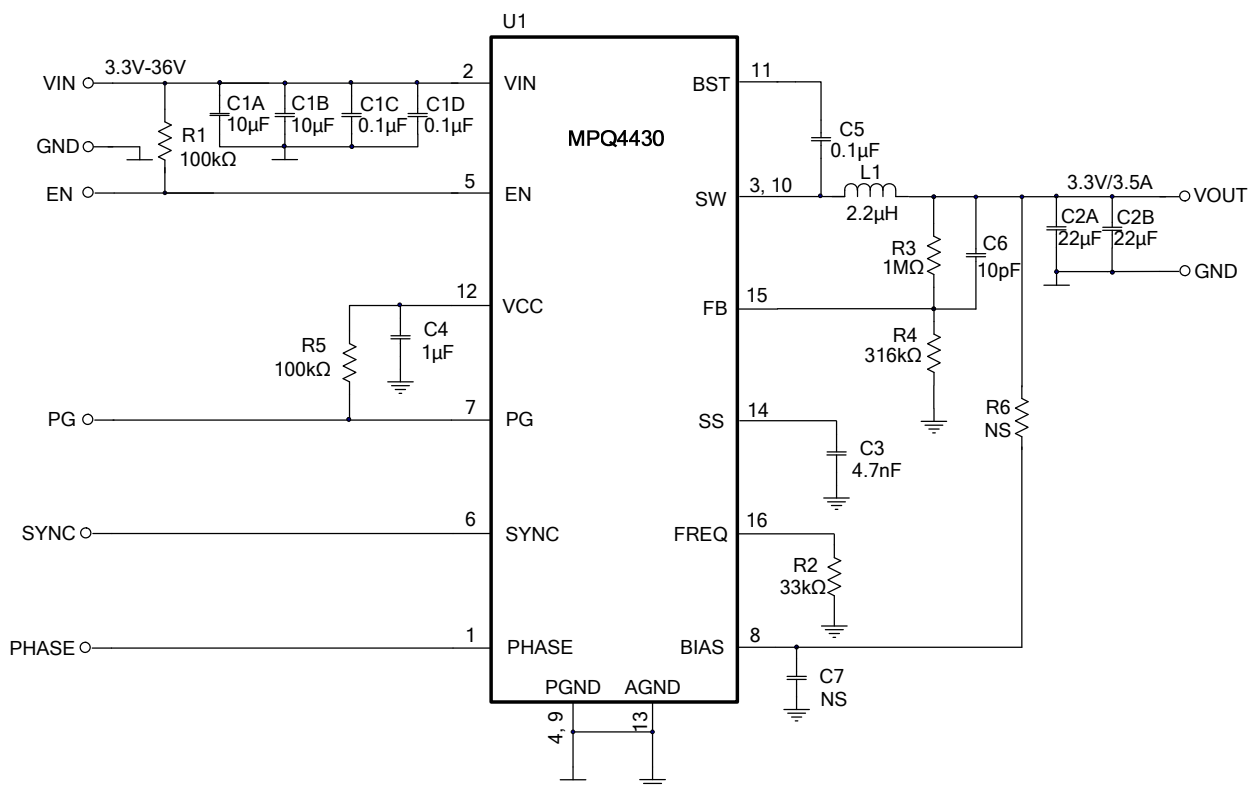 U1
MPQ4430
VIN
3.3V-36V
2
VIN
C1A
10µF
C1B
10µF
C1C
0.1µF
C1D
0.1µF
R1
100kΩ
GND
EN
5
EN
12
VCC
R5
100kΩ
C4
1µF
PG
7
PG
SYNC
6
SYNC
PHASE
1
PHASE
PGND
AGND
4, 9
13
BST
11
C5
0.1µF
SW
3, 10
L1
2.2µH
3.3V/3.5A
VOUT
R3
1MΩ
C6
10pF
C2A
22µF
C2B
22µF
GND
FB
15
R4
316kΩ
SS
14
C3
4.7nF
R6
NS
FREQ
16
R2
33kΩ
BIAS
8
C7
NS